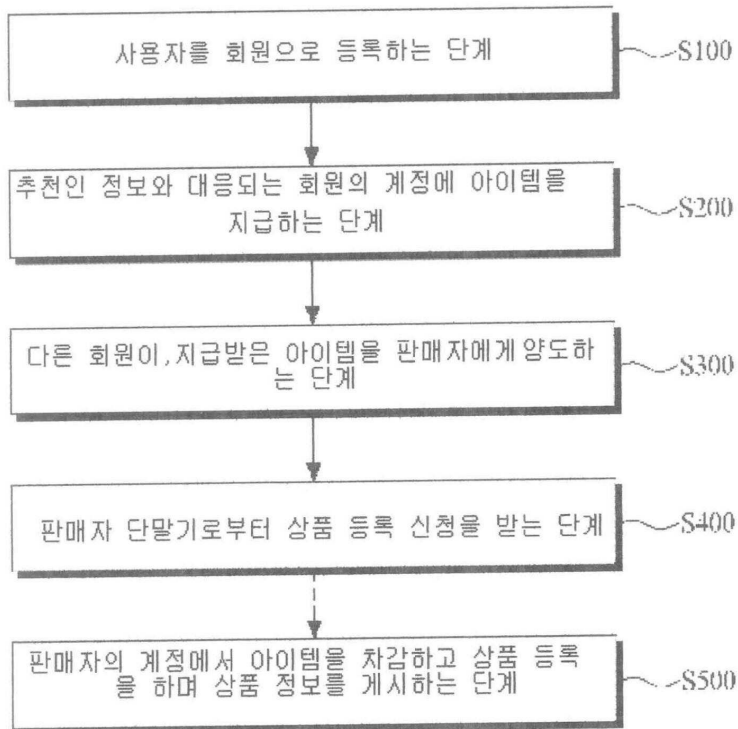 사용자를 회원으로 등록하는 단계
S100
추천인 정보와 대응되는 회원의 계정에 아이템을
지급하는 단계
S200
다른 회원이,지급받은 아이템을 판매자에게양도하
는 단계
S300
판매자 단말기로부터 상품 등록 신청을 받는 단계
S400
판매자의 계정에서 아이템을 차감하고 상품 등록
을 하며 상품 정보를 게시하는 단계
S500